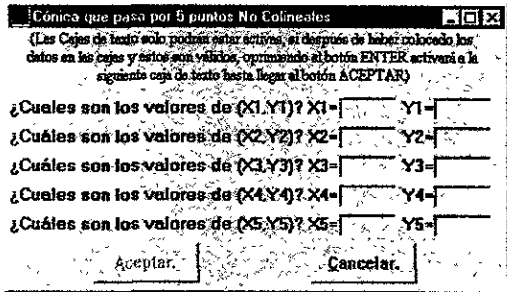 Cónica que pasa por 5 puntos No Colineales
(Las Cajas de texto solo podran estar activas, si después de haber colocado los
datos en las cajas y éstos son válidos, oprimiendo el botón ENTER activará a la
siguiente caja de texto hasta llegar al botón ACEPTAR)
¿Cuales son los valores de (X1,Y1)? X1= Y1=
¿Cuáles son los valores de (X2,Y2)? X2= Y2=
¿Cuáles son los valores de (X3,Y3)? X3= Y3=
¿Cuales son los valores de (X4,Y4)? X4= Y4=
¿Cuáles son los valores de (X5,Y5)? X5= Y5=
Aceptar. Cancelar.